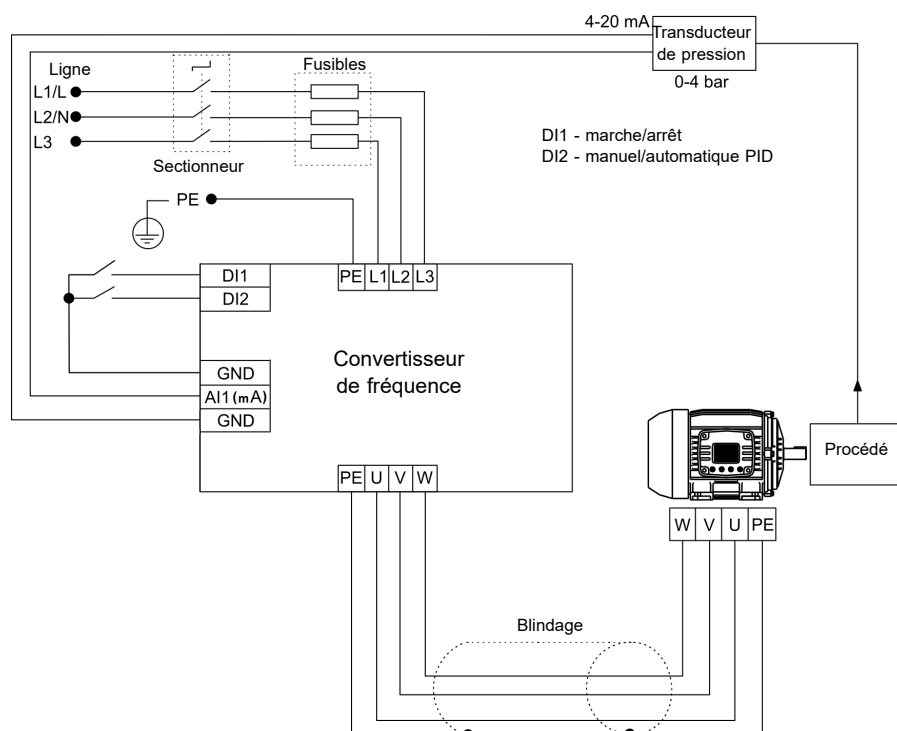 4-20 mA
Transducteur
de pression
0-4 bar
Ligne
Fusibles
L1/L
L2/N
L3
Sectionneur
DI1 - marche/arrêt
DI2 - manuel/automatique PID
PE
DI1
DI2
PE L1 L2 L3
Convertisseur
de fréquence
GND
AI1 (mA)
GND
PE U V W
Procédé
W V U PE
Blindage